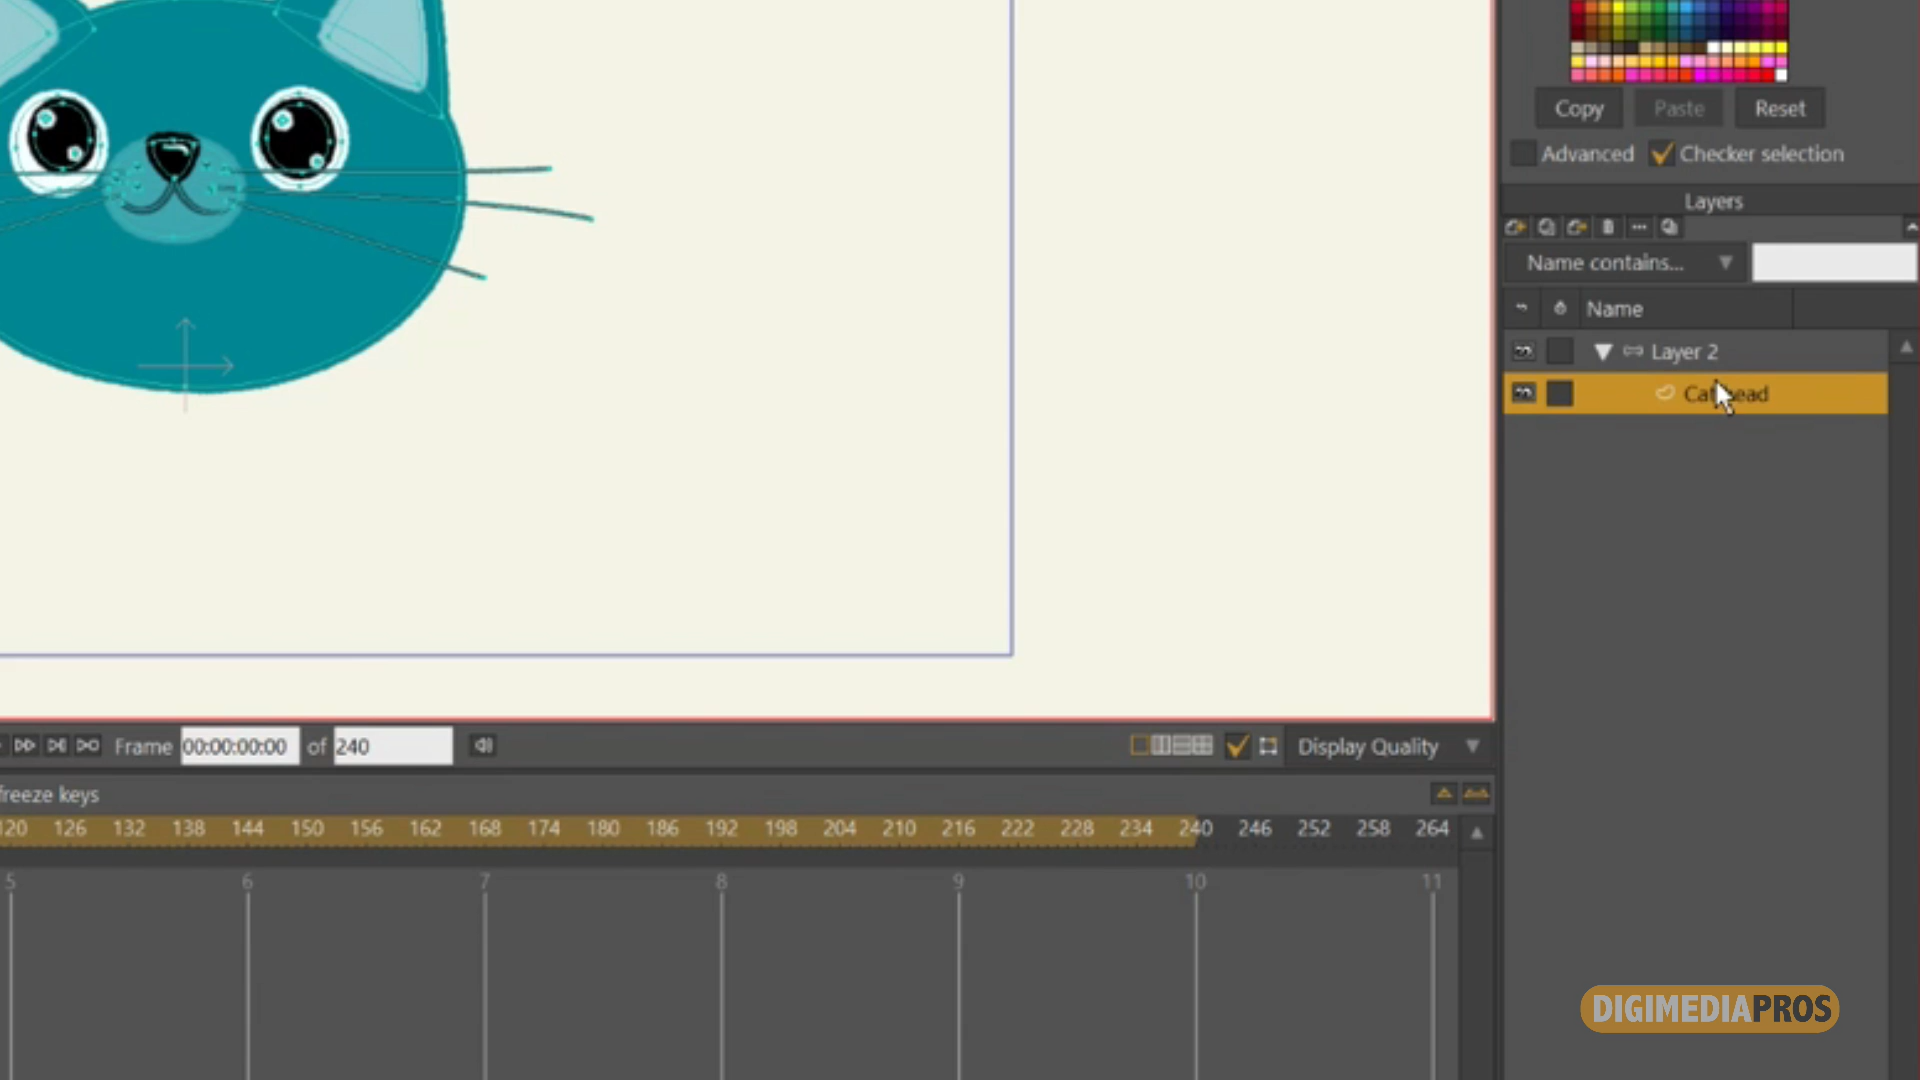 Copy Paste Reset
Advanced Checker selection
Layers
Name contains...
Name
Layer 2
Frame 00:00:00:00 of 240
Display Quality
freeze keys
120 126 132 138 144 150 156 162 168 174 180 186 192 198 204 210 216 222 228 234 240 246 252 258 264
5 6 7 8 9 10 11
DIGIMEDIAPROS